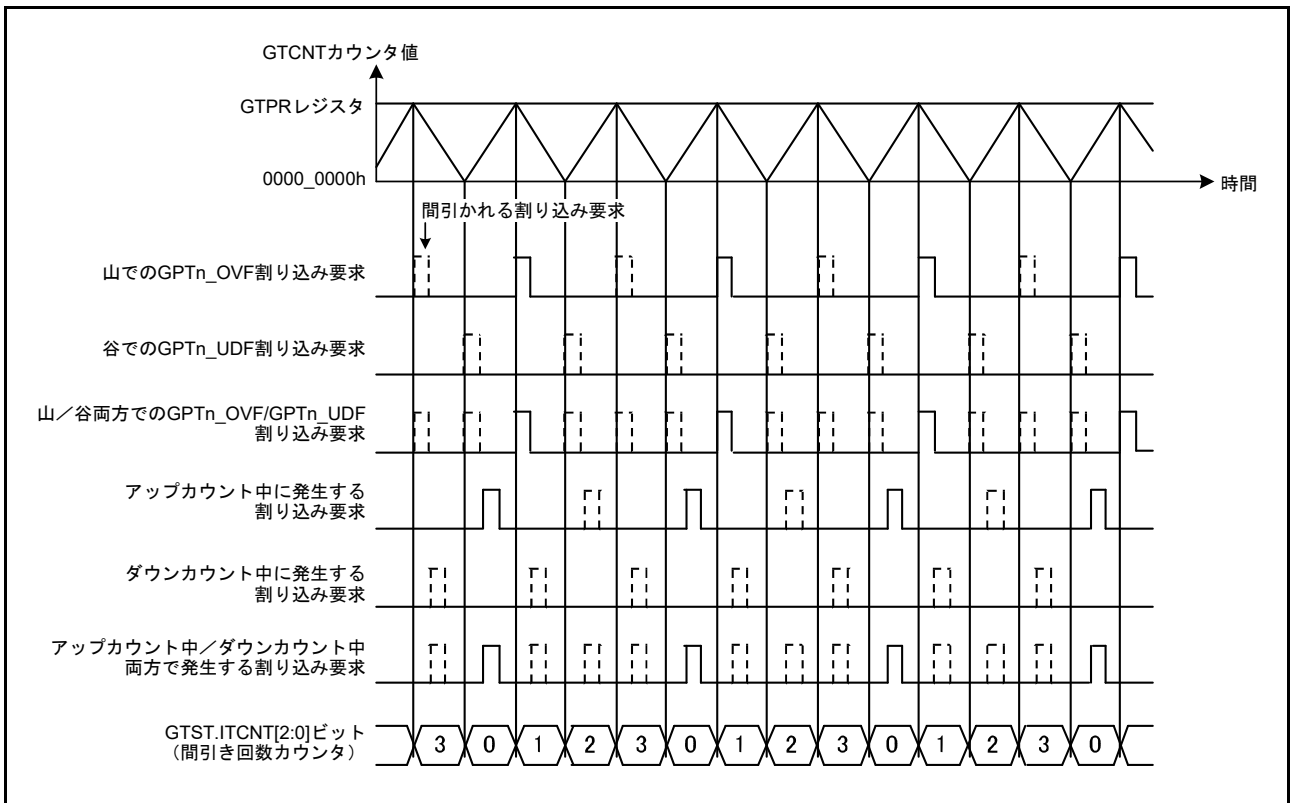 GTCNTカウンタ値
GTPRレジスタ
0000_0000h
時間
間引かれる割り込み要求
山でのGPTn_OVF割り込み要求
谷でのGPTn_UDF割り込み要求
山／谷両方でのGPTn_OVF/GPTn_UDF
割り込み要求
アップカウント中に発生する
割り込み要求
ダウンカウント中に発生する
割り込み要求
アップカウント中／ダウンカウント中
両方で発生する割り込み要求
GTST.ITCNT[2:0]ビット
（間引き回数カウンタ）
3 0 1 2 3 0 1 2 3 0 1 2 3 0